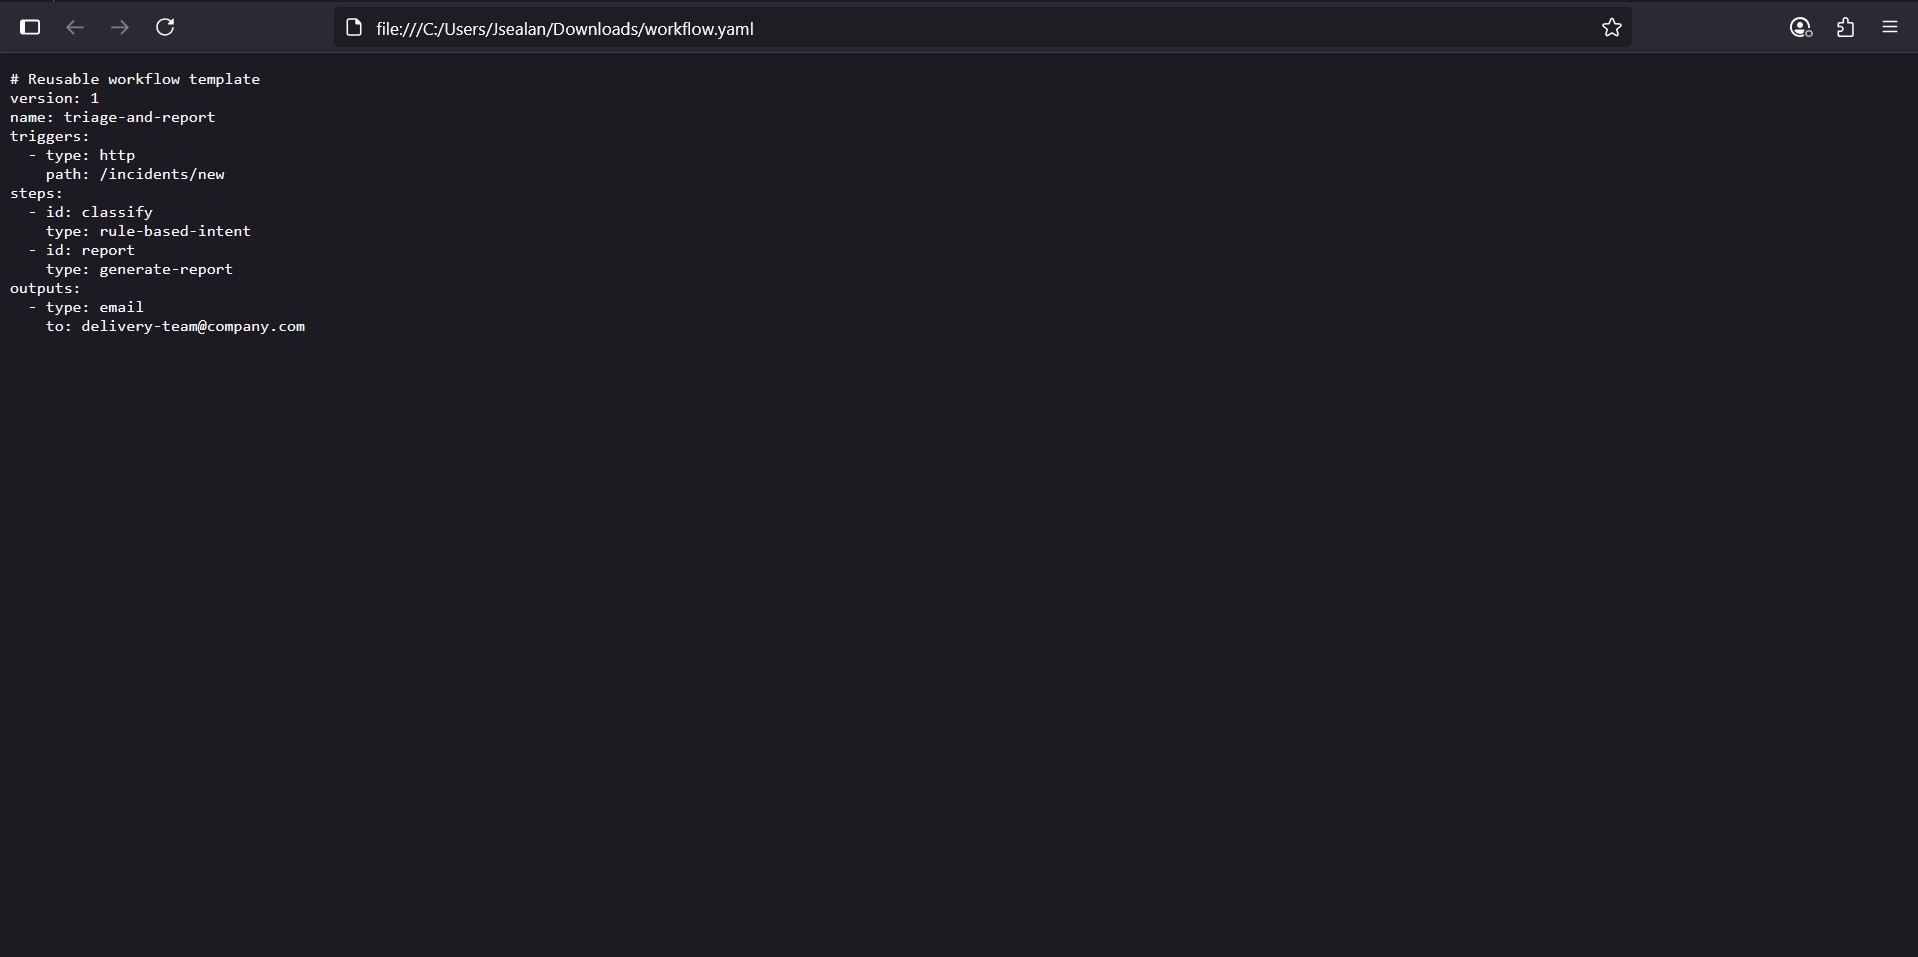 file:///C:/Users/Jsealan/Downloads/workflow.yaml
# Reusable workflow template
version: 1
name: triage-and-report
triggers:
  - type: http
    path: /incidents/new
steps:
  - id: classify
    type: rule-based-intent
  - id: report
    type: generate-report
outputs:
  - type: email
    to: delivery-team@company.com